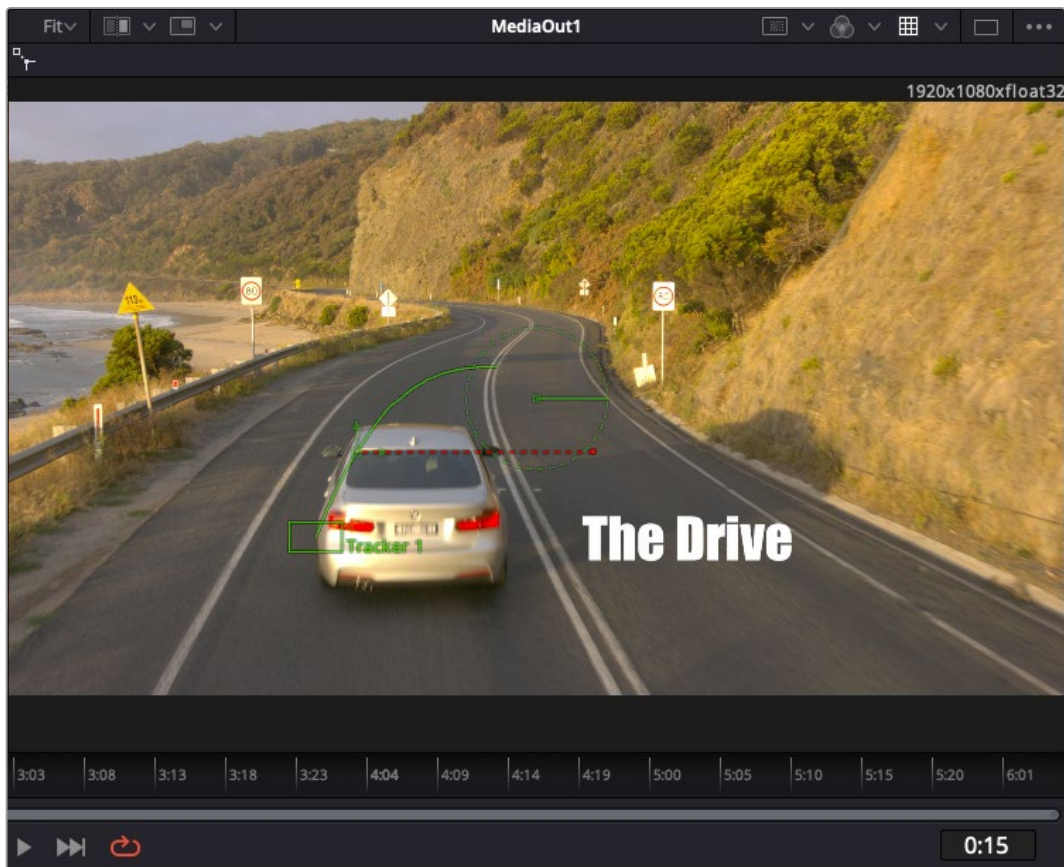 Fit
MediaOut1
1920x1080xfloat32
113
80
80
Tracker 1
The Drive
3:03 3:08 3:13 3:18 3:23 4:04 4:09 4:14 4:19 5:00 5:05 5:10 5:15 5:20 6:01
0:15